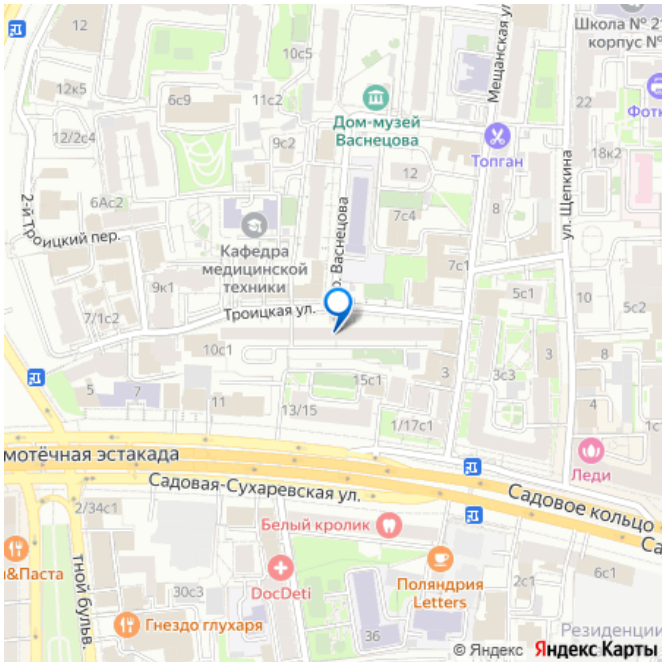 12
10с5
Школа № 2
корпус №
12к5
6с9
11с2
Мещанская ул
22
Фотк
12/2с4
9с2
Дом-музей
Васнецова
Топган
18к2
12
6Ас2
2-й Троицкий пер.
Кафедра
медицинской
техники
р. Васнецова
7с4
8
ул. Щепкина
7с1
9к1
Троицкая ул.
5с1
10
5с2
7/1с2
10с1
15с1
3
3с3
8
5
7
11
13/15
1/17с1
4
1с
мотёчная эстакада
Леди
Садовая-Сухаревская ул.
Садовое кольцо
Са
2/34с1
Белый кролик
а&Паста
тной бульв.
DocDeti
Поляндрия
Letters
30с3
Гнездо глухаря
36
2с1
6с1
Резиденции
© Яндекс Яндекс Карты